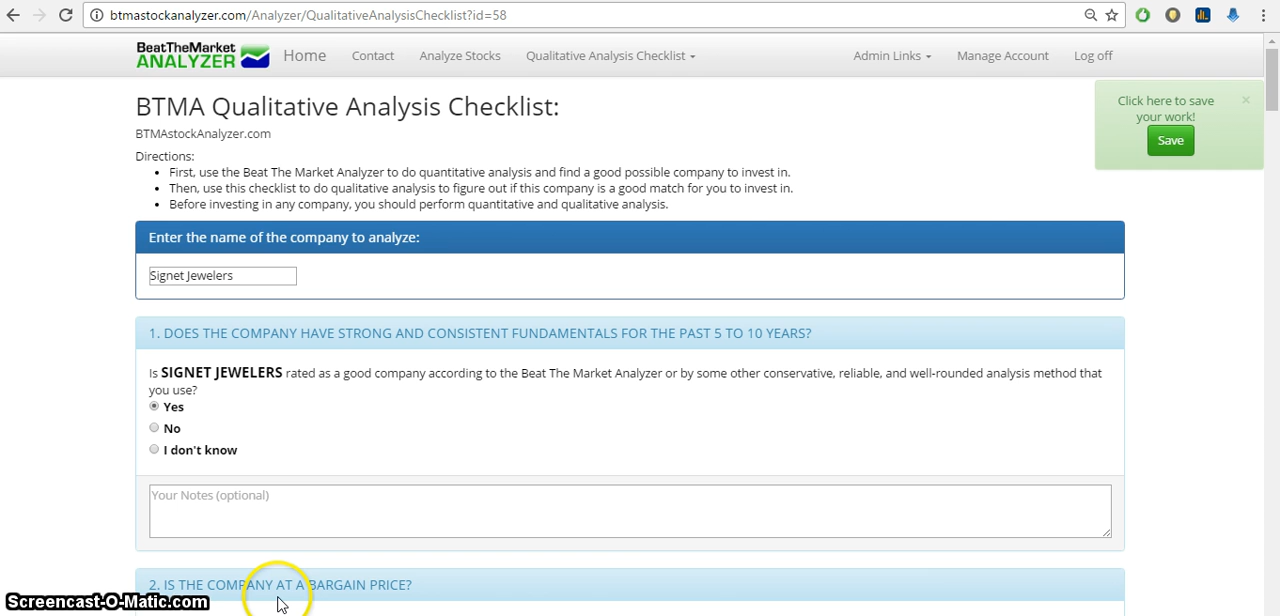 btmastockanalyzer.com/Analyzer/QualitativeAnalysisChecklist?id=58
BeatTheMarket
ANALYZER
Home Contact Analyze Stocks Qualitative Analysis Checklist Admin Links Manage Account Log off
BTMA Qualitative Analysis Checklist:
Click here to save
your work!
Save
BTMAstockAnalyzer.com
Directions:
• First, use the Beat The Market Analyzer to do quantitative analysis and find a good possible company to invest in.
• Then, use this checklist to do qualitative analysis to figure out if this company is a good match for you to invest in.
• Before investing in any company, you should perform quantitative and qualitative analysis.
Enter the name of the company to analyze:
Signet Jewelers
1. DOES THE COMPANY HAVE STRONG AND CONSISTENT FUNDAMENTALS FOR THE PAST 5 TO 10 YEARS?
Is SIGNET JEWELERS rated as a good company according to the Beat The Market Analyzer or by some other conservative, reliable, and well-rounded analysis method that
you use?
Yes
No
I don't know
Your Notes (optional)
2. IS THE COMPANY AT A BARGAIN PRICE?
Screencast-O-Matic.com